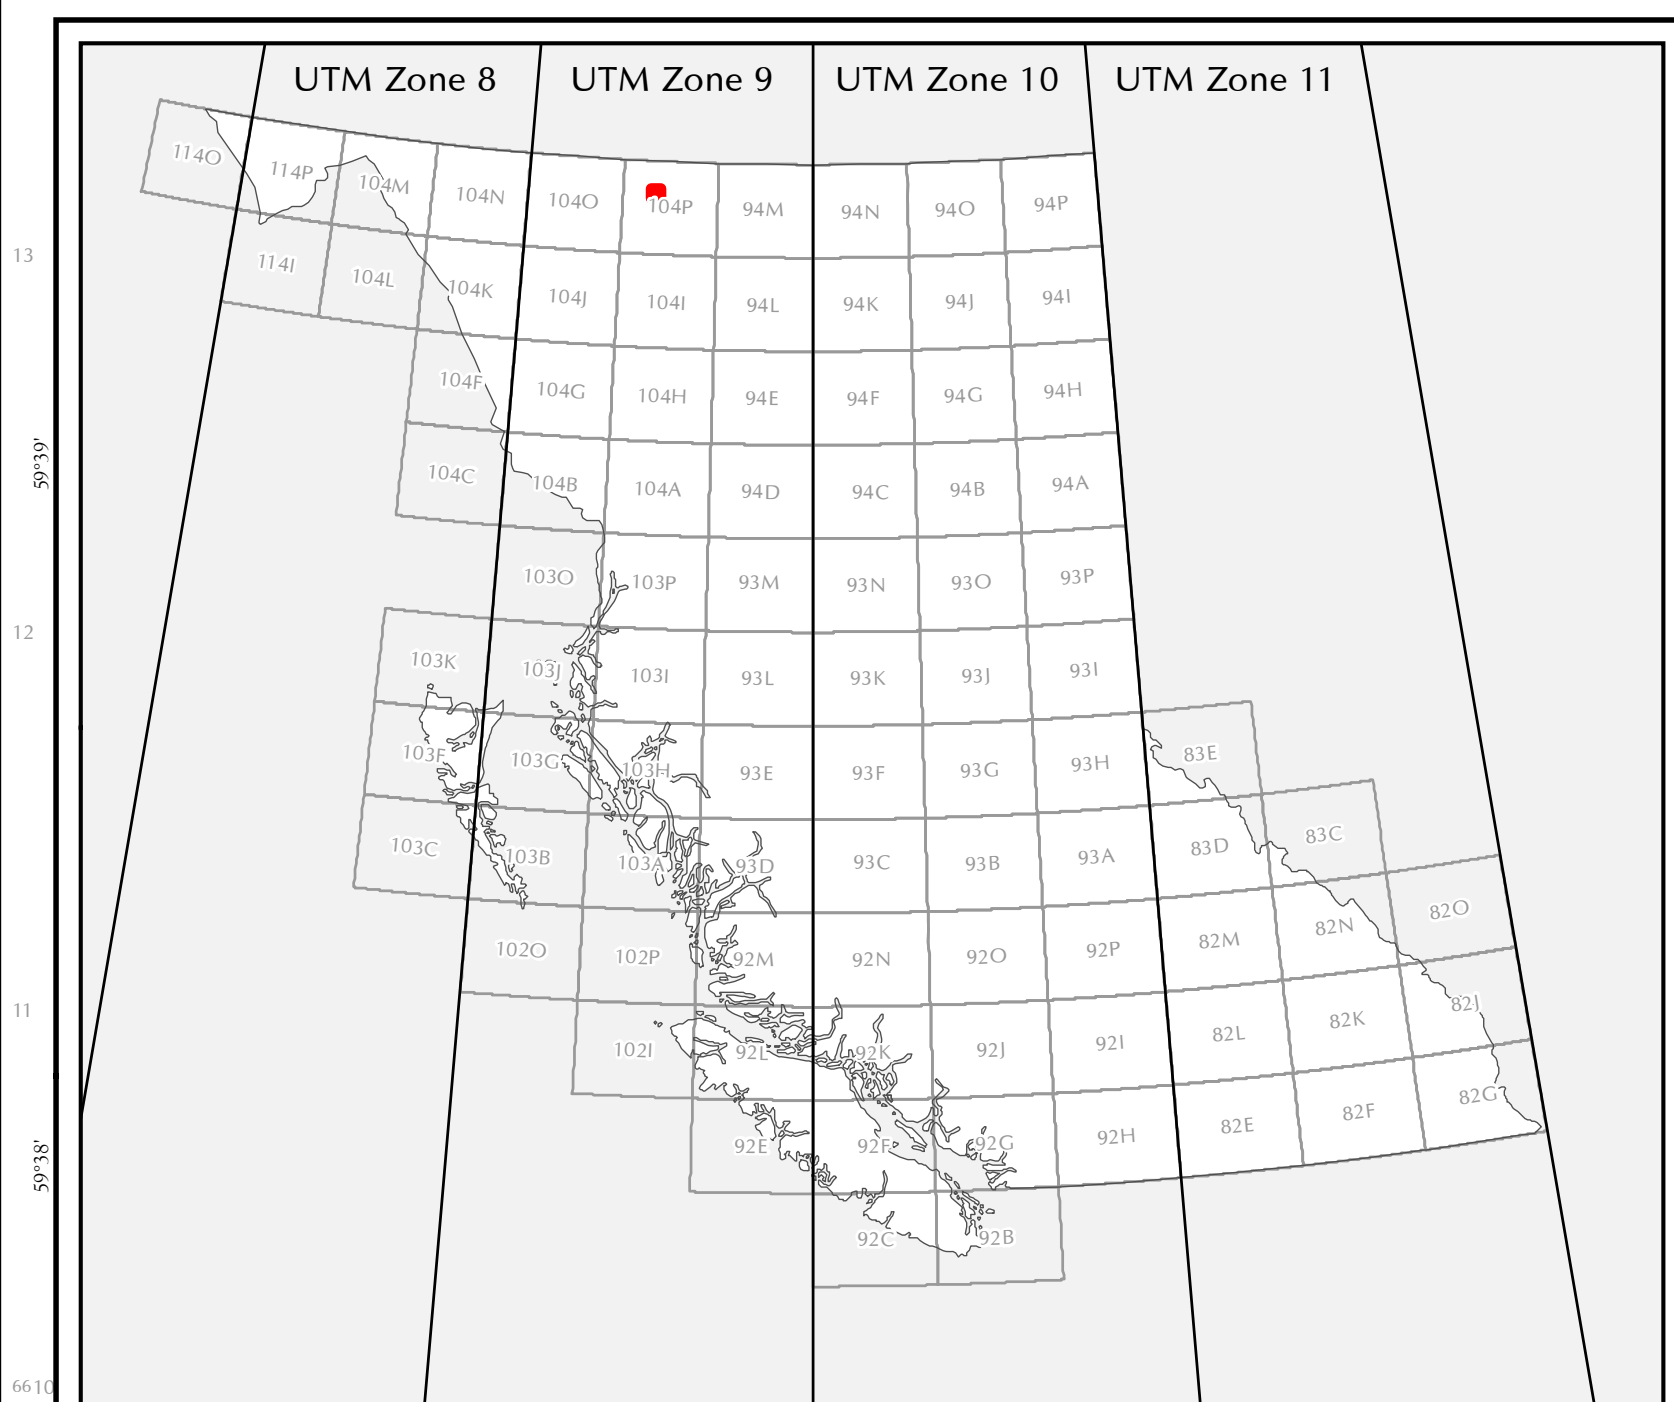 UTM Zone 8 UTM Zone 9 UTM Zone 10 UTM Zone 11
114O 114P 104M 104N 104O 104P 94M 94N 94O 94P
13
114I 104L 104K 104J 104I 94L 94K 94J 94I
104F 104G 104H 94E 94F 94G 94H
59°39'
104C 104B 104A 94D 94C 94B 94A
103O 103P 93M 93N 93O 93P
12
103K 103J 103I 93L 93K 93J 93I
103F 103G 103H 93E 93F 93G 93H 83E
103C 103B 103A 93D 93C 93B 93A 83D 83C
102O 102P 92M 92N 92O 92P 82M 82N 82O
11
102I 92L 92K 92J 92I 82L 82K 82J
92E 92F 92G 92H 82E 82F 82G
59°38'
92C 92B
6610